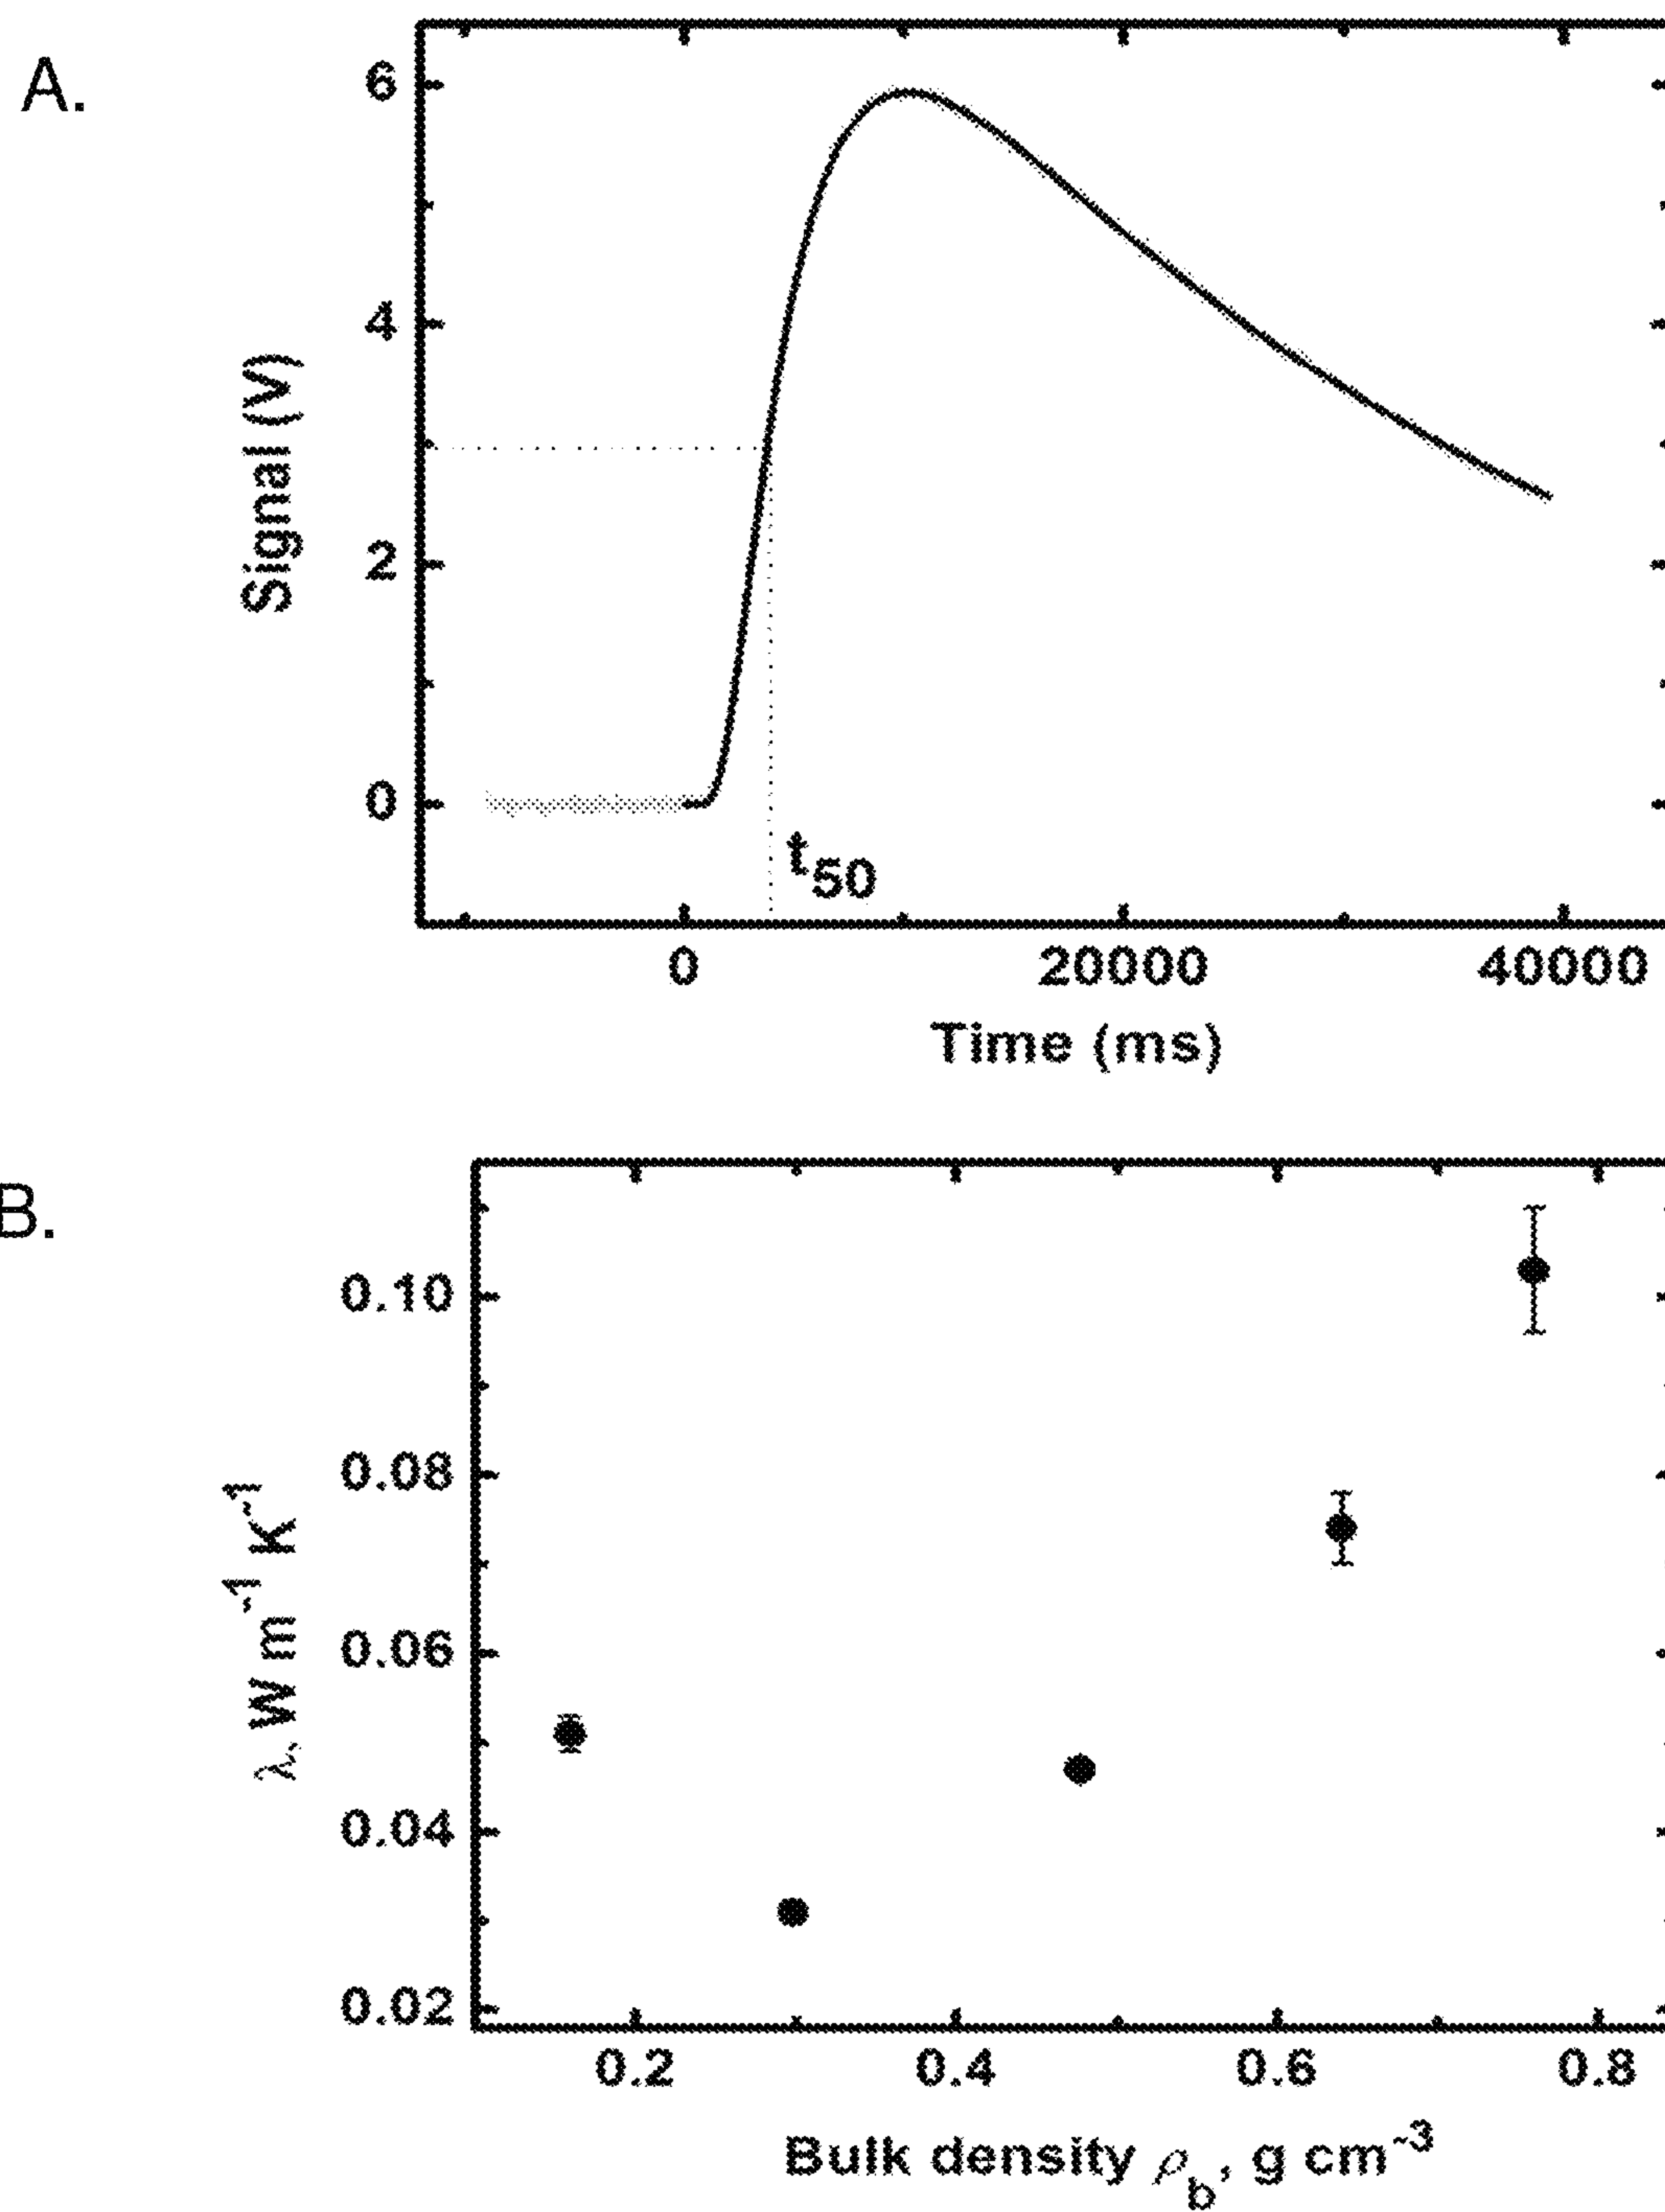 A.
6
4
2
0
Signal (V)
t50
0 20000 40000
Time (ms)
B.
0.10
0.08
0.06
0.04
0.02
λ, W m-1 K-1
0.2 0.4 0.6 0.8
Bulk density ρb, g cm-3